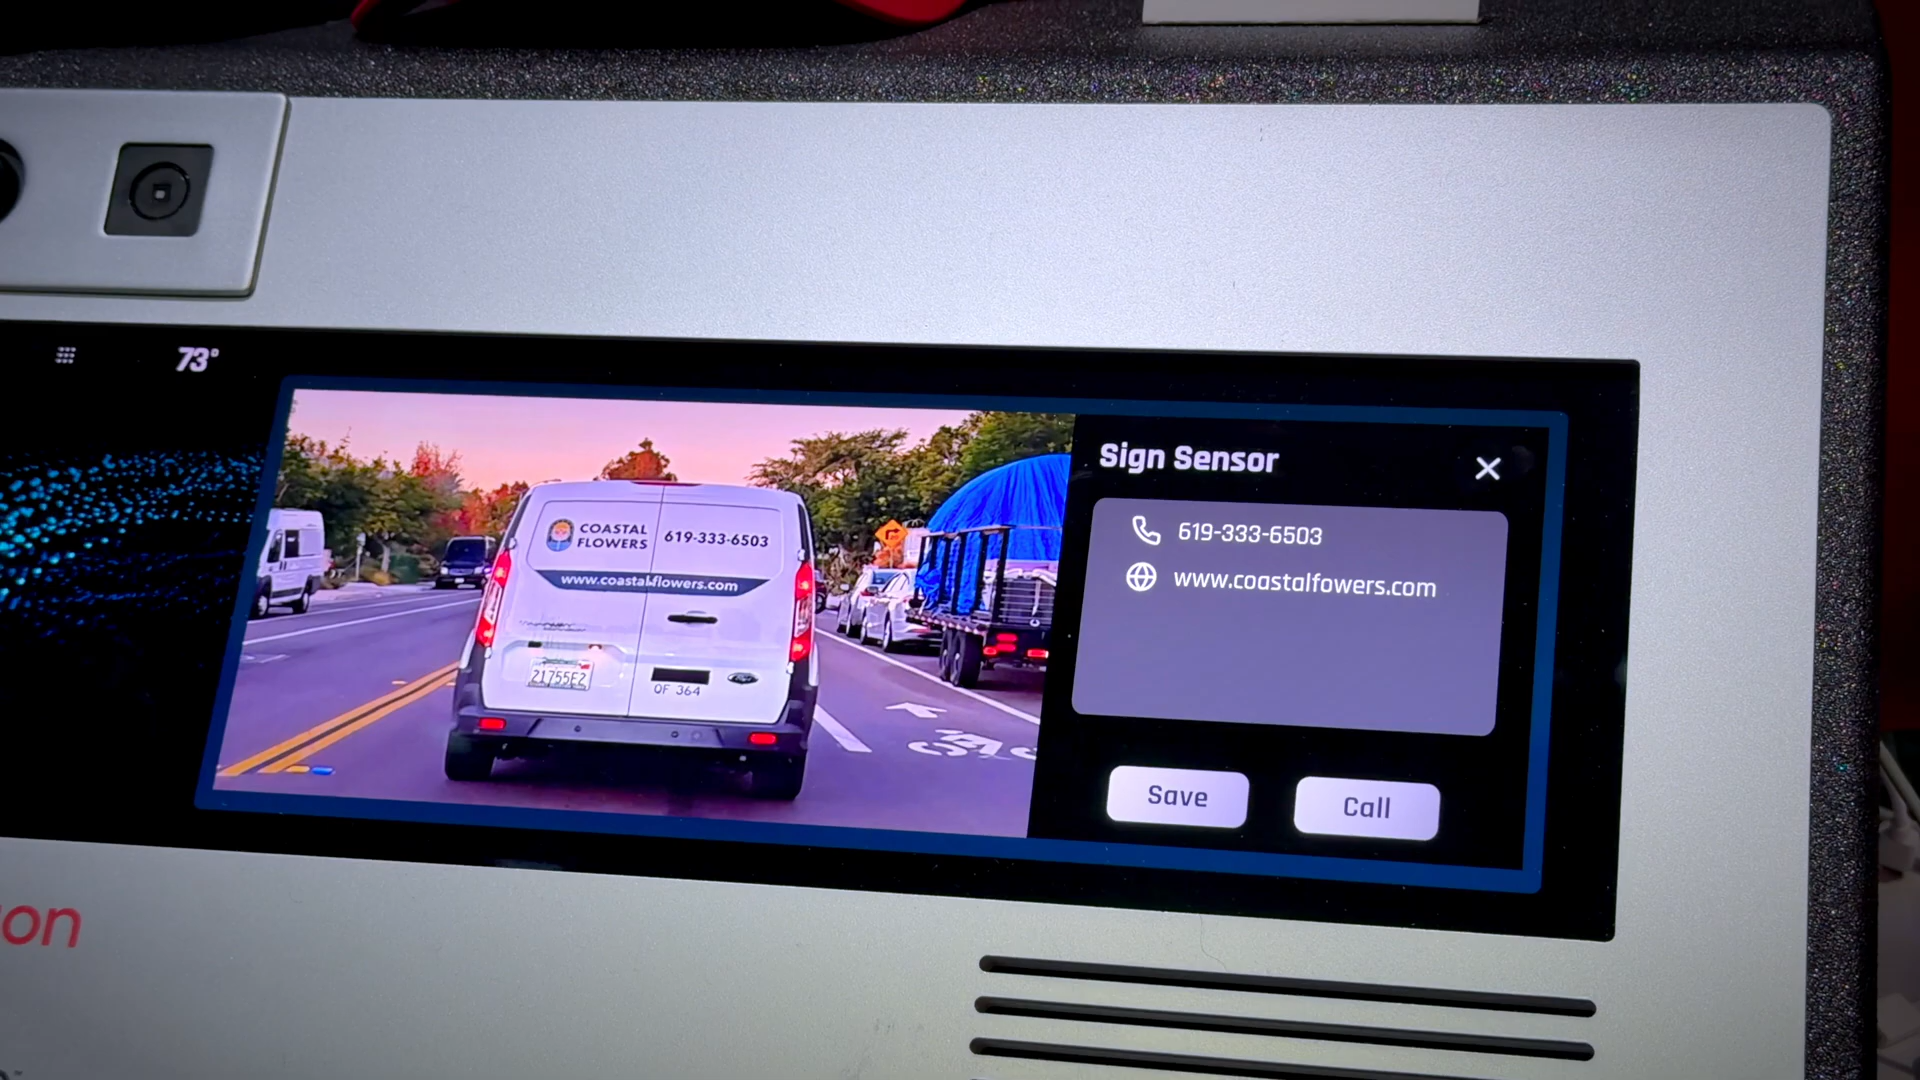 73°
COASTAL
FLOWERS
619-333-6503
www.coastalflowers.com
21755E2
OF 364
Ford
Sign Sensor
619-333-6503
www.coastalfowers.com
Save
Call
on